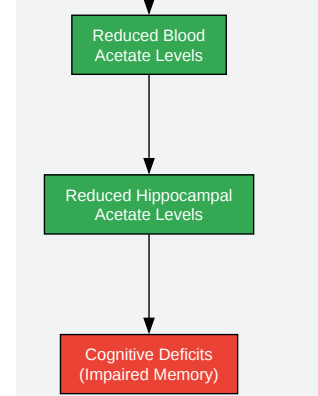 Reduced Blood
Acetate Levels
Reduced Hippocampal
Acetate Levels
Cognitive Deficits
(Impaired Memory)